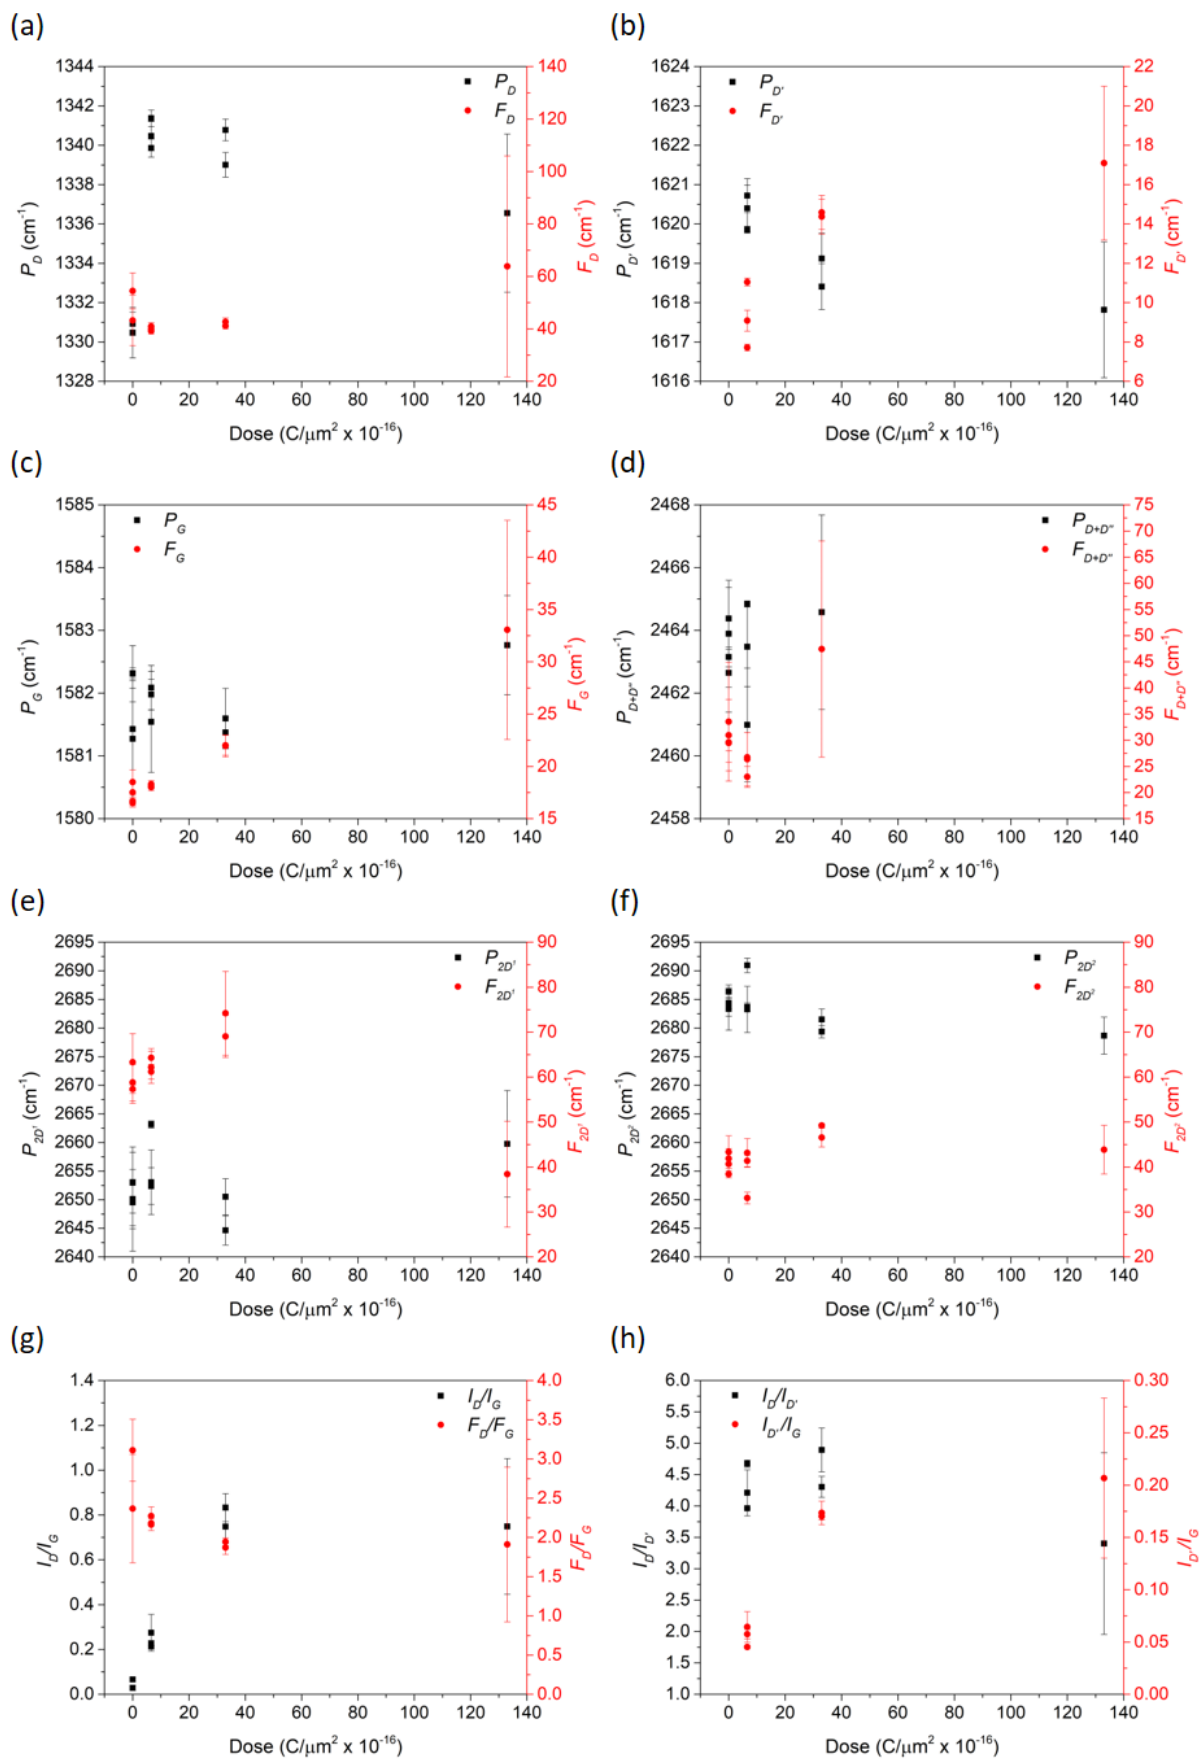 (a)
1344
1342
1340
1338
1336
1334
1332
1330
1328
P_D (cm⁻¹)
P_D
F_D
140
120
100
80
60
40
20
F_D (cm⁻¹)
0 20 40 60 80 100 120 140
Dose (C/μm² x 10⁻¹⁶)
(b)
1624
1623
1622
1621
1620
1619
1618
1617
1616
P_D' (cm⁻¹)
P_D'
F_D'
22
20
18
16
14
12
10
8
6
F_D' (cm⁻¹)
0 20 40 60 80 100 120 140
Dose (C/μm² x 10⁻¹⁶)
(c)
1585
1584
1583
1582
1581
1580
P_G (cm⁻¹)
P_G
F_G
45
40
35
30
25
20
15
F_G (cm⁻¹)
0 20 40 60 80 100 120 140
Dose (C/μm² x 10⁻¹⁶)
(d)
2468
2466
2464
2462
2460
2458
P_D+D'' (cm⁻¹)
P_D+D''
F_D+D''
75
70
65
60
55
50
45
40
35
30
25
20
15
F_D+D'' (cm⁻¹)
0 20 40 60 80 100 120 140
Dose (C/μm² x 10⁻¹⁶)
(e)
2695
2690
2685
2680
2675
2670
2665
2660
2655
2650
2645
2640
P_2D¹ (cm⁻¹)
P_2D¹
F_2D¹
90
80
70
60
50
40
30
20
F_2D¹ (cm⁻¹)
0 20 40 60 80 100 120 140
Dose (C/μm² x 10⁻¹⁶)
(f)
2695
2690
2685
2680
2675
2670
2665
2660
2655
2650
2645
2640
P_2D² (cm⁻¹)
P_2D²
F_2D²
90
80
70
60
50
40
30
20
F_2D² (cm⁻¹)
0 20 40 60 80 100 120 140
Dose (C/μm² x 10⁻¹⁶)
(g)
1.4
1.2
1.0
0.8
0.6
0.4
0.2
0.0
I_D/I_G
I_D/I_G
F_D/F_G
4.0
3.5
3.0
2.5
2.0
1.5
1.0
0.5
0.0
F_D/F_G
0 20 40 60 80 100 120 140
Dose (C/μm² x 10⁻¹⁶)
(h)
6.0
5.5
5.0
4.5
4.0
3.5
3.0
2.5
2.0
1.5
1.0
I_D/I_D'
I_D/I_D'
I_D'/I_G
0.30
0.25
0.20
0.15
0.10
0.05
0.00
I_D'/I_G
0 20 40 60 80 100 120 140
Dose (C/μm² x 10⁻¹⁶)